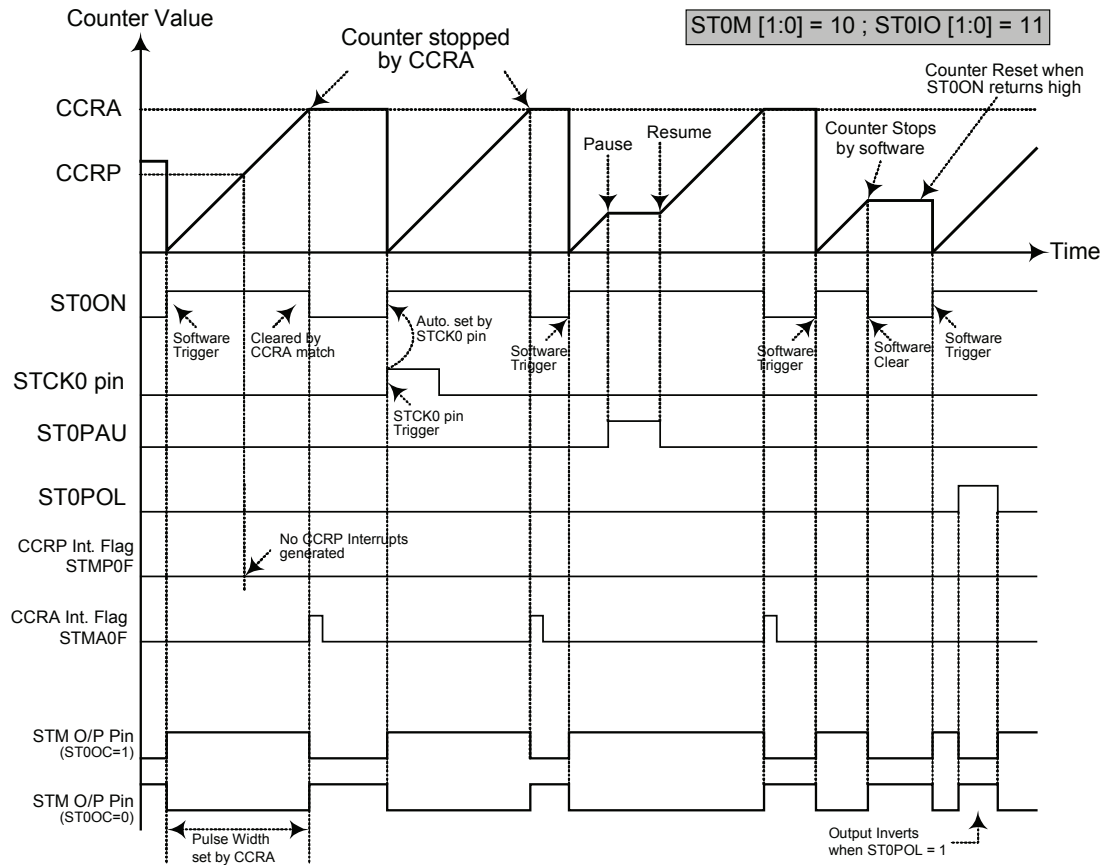 Counter Value
ST0M [1:0] = 10 ; ST0IO [1:0] = 11
Counter stopped
by CCRA
Counter Reset when
ST0ON returns high
CCRA
Pause
Resume
Counter Stops
by software
CCRP
Time
ST0ON
Software
Trigger
Cleared by
CCRA match
Auto. set by
STCK0 pin
Software
Trigger
Software
Trigger
Software
Clear
Software
Trigger
STCK0 pin
STCK0 pin
Trigger
ST0PAU
ST0POL
CCRP Int. Flag
STMP0F
No CCRP Interrupts
generated
CCRA Int. Flag
STMA0F
STM O/P Pin
(ST0OC=1)
STM O/P Pin
(ST0OC=0)
Pulse Width
set by CCRA
Output Inverts
when ST0POL = 1